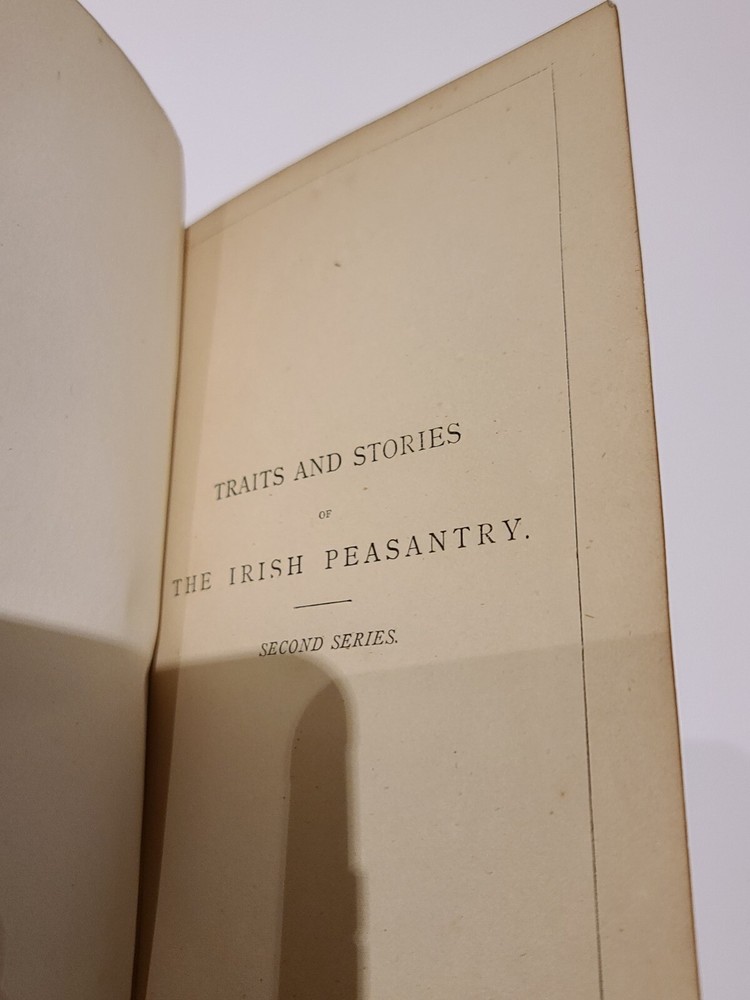 TRAITS AND STORIES
OF
THE IRISH PEASANTRY.
SECOND SERIES.